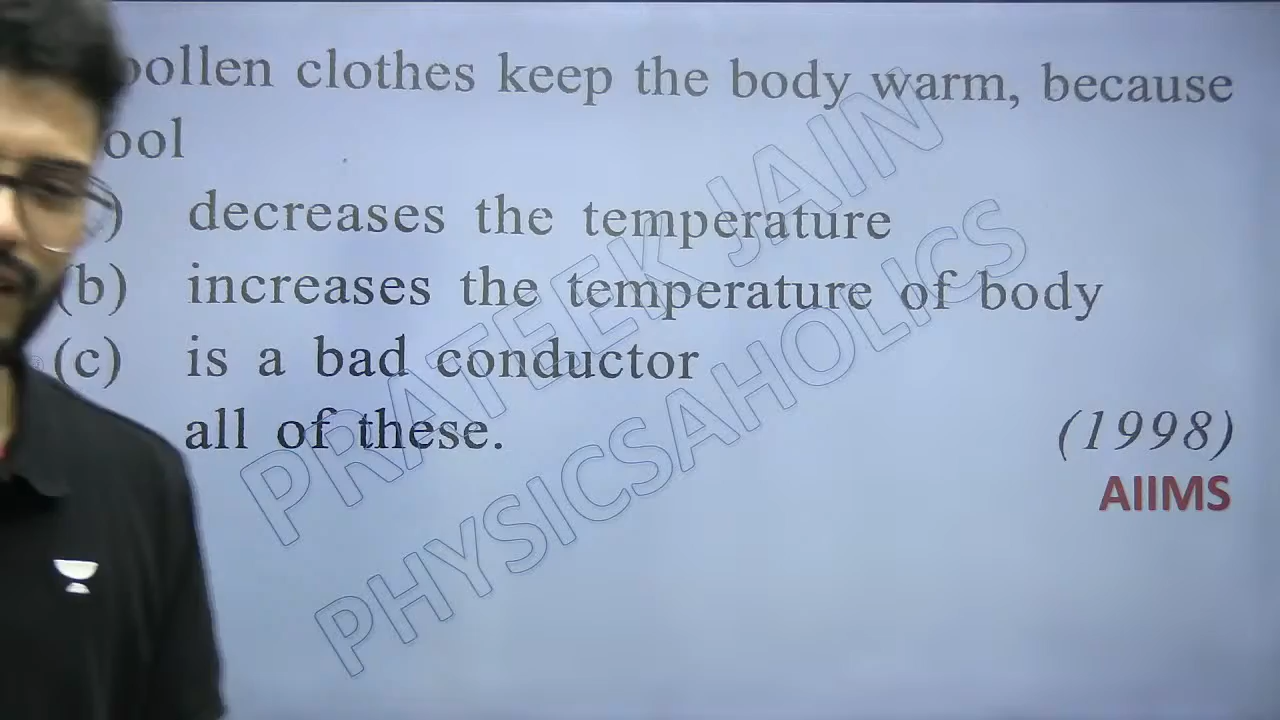 ollen clothes keep the body warm, because
ool
) decreases the temperature
(b) increases the temperature of body
(c) is a bad conductor
all of these. (1998)
AIIMS
PRATEEK JAIN
PHYSICSAHOLICS